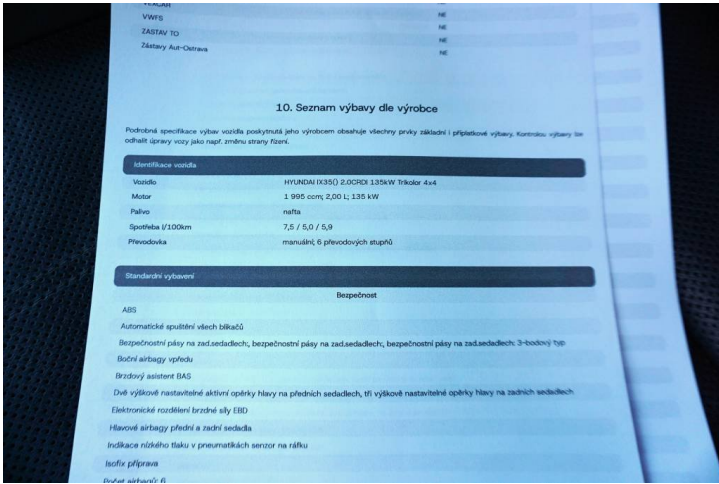 VEXCAR NE
VWFS NE
ZASTAV TO NE
Zástavy Aut-Ostrava NE
10. Seznam výbavy dle výrobce
Podrobná specifikace výbav vozidla poskytnutá jeho výrobcem obsahuje všechny prvky základní i příplatkové výbavy. Kontrolou výbavy lze
odhalit úpravy vozu jako např. změnu strany řízení.
Identifikace vozidla
Vozidlo HYUNDAI IX35() 2.0CRDI 135kW Trikolor 4x4
Motor 1 995 ccm; 2,00 L; 135 kW
Palivo nafta
Spotřeba l/100km 7,5 / 5,0 / 5,9
Převodovka manuální; 6 převodových stupňů
Standardní vybavení
Bezpečnost
ABS
Automatické spuštění všech blikačů
Bezpečnostní pásy na zad.sedadlech:, bezpečnostní pásy na zad.sedadlech:, bezpečnostní pásy na zad.sedadlech: 3-bodový typ
Boční airbagy vpředu
Brzdový asistent BAS
Dvě výškově nastavitelné aktivní opěrky hlavy na předních sedadlech, tři výškově nastavitelné opěrky hlavy na zadních sedadlech
Elektronické rozdělení brzdné síly EBD
Hlavové airbagy přední a zadní sedadla
Indikace nízkého tlaku v pneumatikách senzor na ráfku
Isofix příprava
Počet airbagů: 6